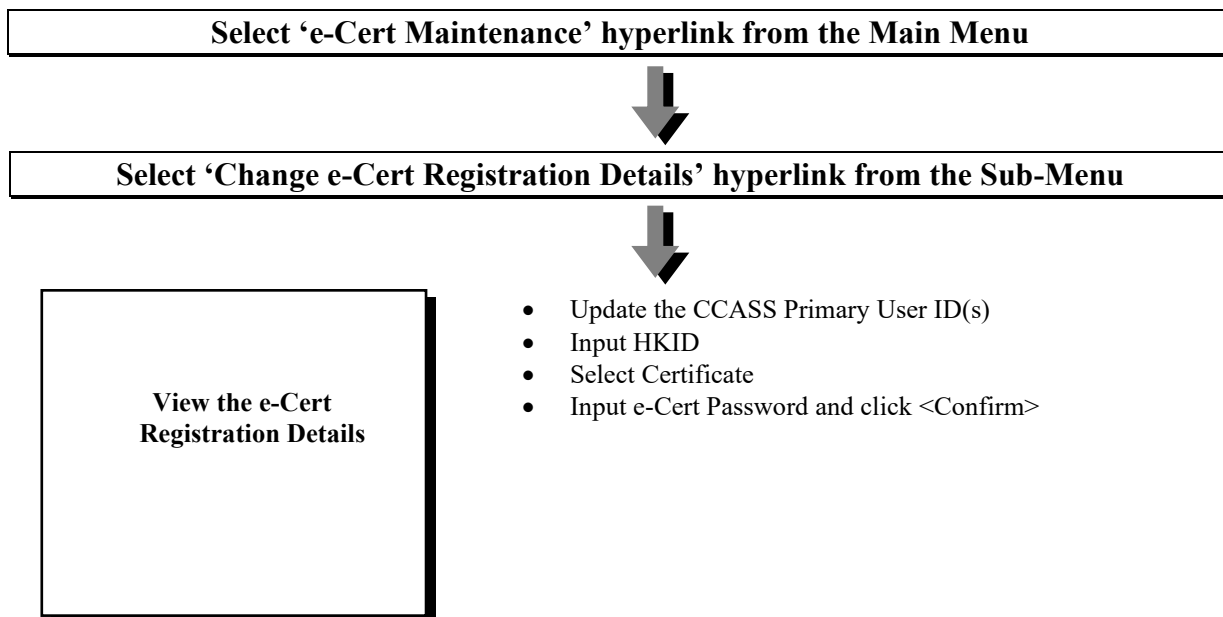 Select ‘e-Cert Maintenance’ hyperlink from the Main Menu
Select ‘Change e-Cert Registration Details’ hyperlink from the Sub-Menu
View the e-Cert
Registration Details
• Update the CCASS Primary User ID(s)
• Input HKID
• Select Certificate
• Input e-Cert Password and click <Confirm>